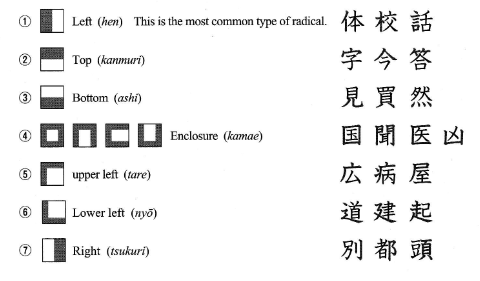 ① Left (hen) This is the most common type of radical. 体 校 話
② Top (kanmuri) 字 今 答
③ Bottom (ashi) 見 買 然
④ Enclosure (kamae) 国 聞 医 凶
⑤ upper left (tare) 広 病 屋
⑥ Lower left (nyō) 道 建 起
⑦ Right (tsukuri) 別 都 頭